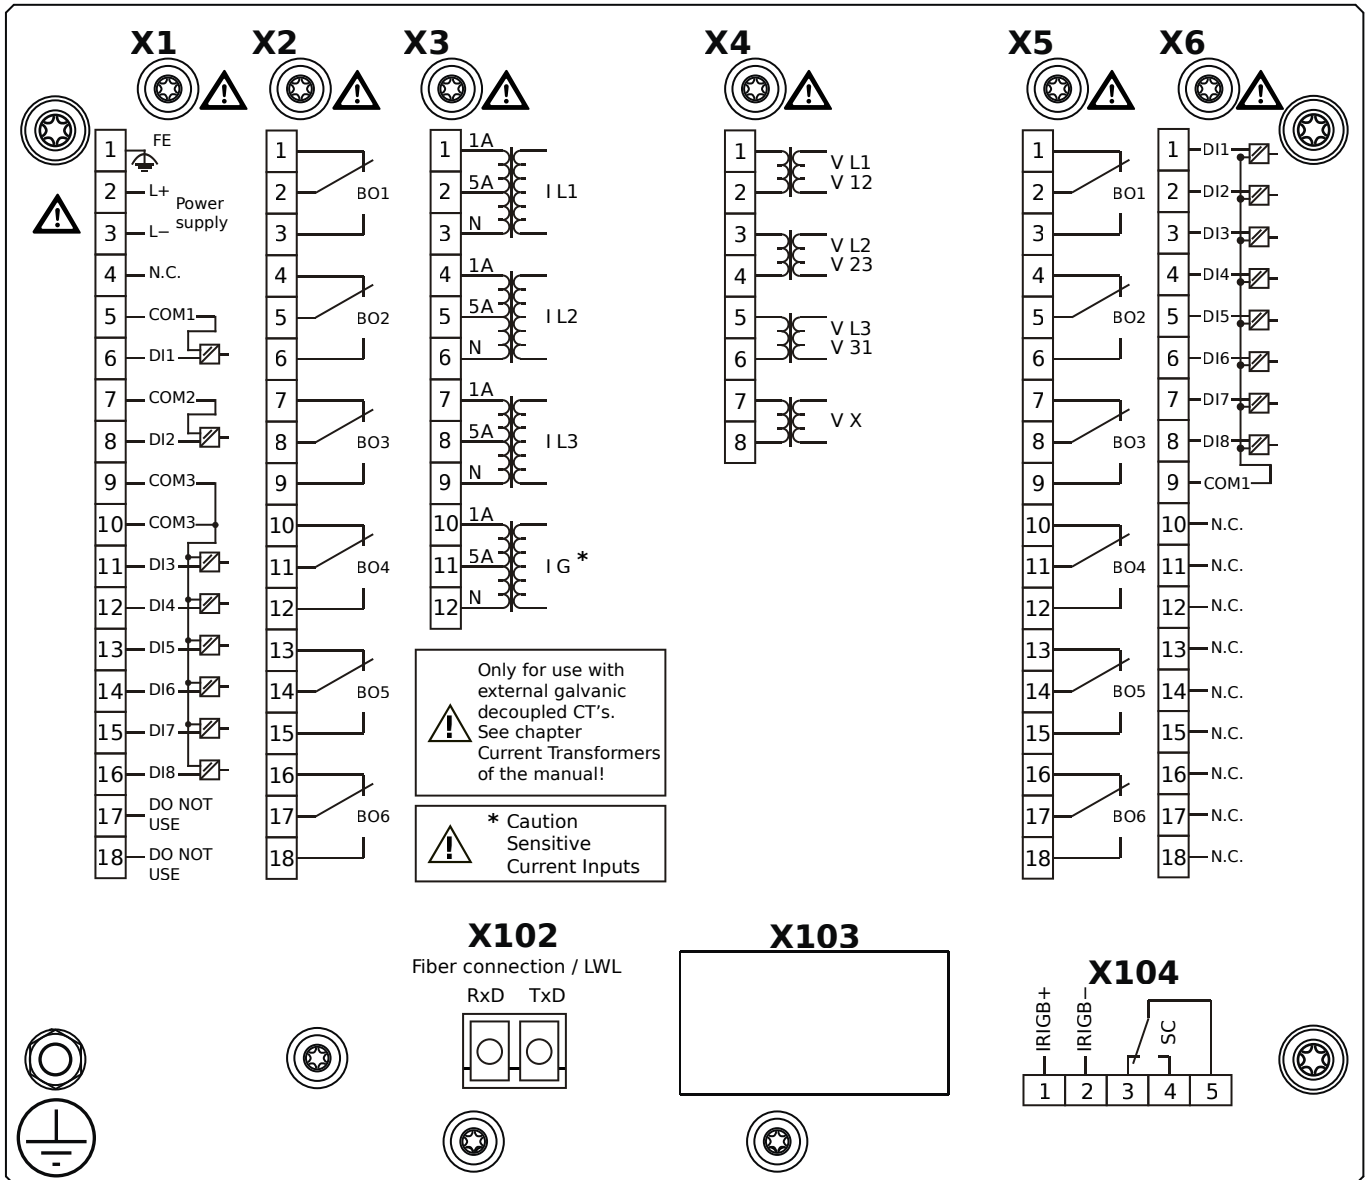 X1 X2 X3 X4 X5 X6
X1
1 FE
2 L+
Power
supply
3 L−
4 N.C.
5 COM1
6 DI1
7 COM2
8 DI2
9 COM3
10 COM3
11 DI3
12 DI4
13 DI5
14 DI6
15 DI7
16 DI8
17 DO NOT
USE
18 DO NOT
USE
1
2 BO1
3
4
5 BO2
6
7
8 BO3
9
10
11 BO4
12
13
14 BO5
15
16
17 BO6
18
1 1A
2 5A I L1
3 N
4 1A
5 5A I L2
6 N
7 1A
8 5A I L3
9 N
10 1A
11 5A I G *
12 N
Only for use with
external galvanic
decoupled CT's.
See chapter
Current Transformers
of the manual!
* Caution
Sensitive
Current Inputs
1 V L1
2 V 12
3 V L2
4 V 23
5 V L3
6 V 31
7 V X
8
1
2 BO1
3
4
5 BO2
6
7
8 BO3
9
10
11 BO4
12
13
14 BO5
15
16
17 BO6
18
1 DI1
2 DI2
3 DI3
4 DI4
5 DI5
6 DI6
7 DI7
8 DI8
9 COM1
10 N.C.
11 N.C.
12 N.C.
13 N.C.
14 N.C.
15 N.C.
16 N.C.
17 N.C.
18 N.C.
X102
Fiber connection / LWL
RxD TxD
X103
X104
IRIGB+
IRIGB−
SC
1 2 3 4 5